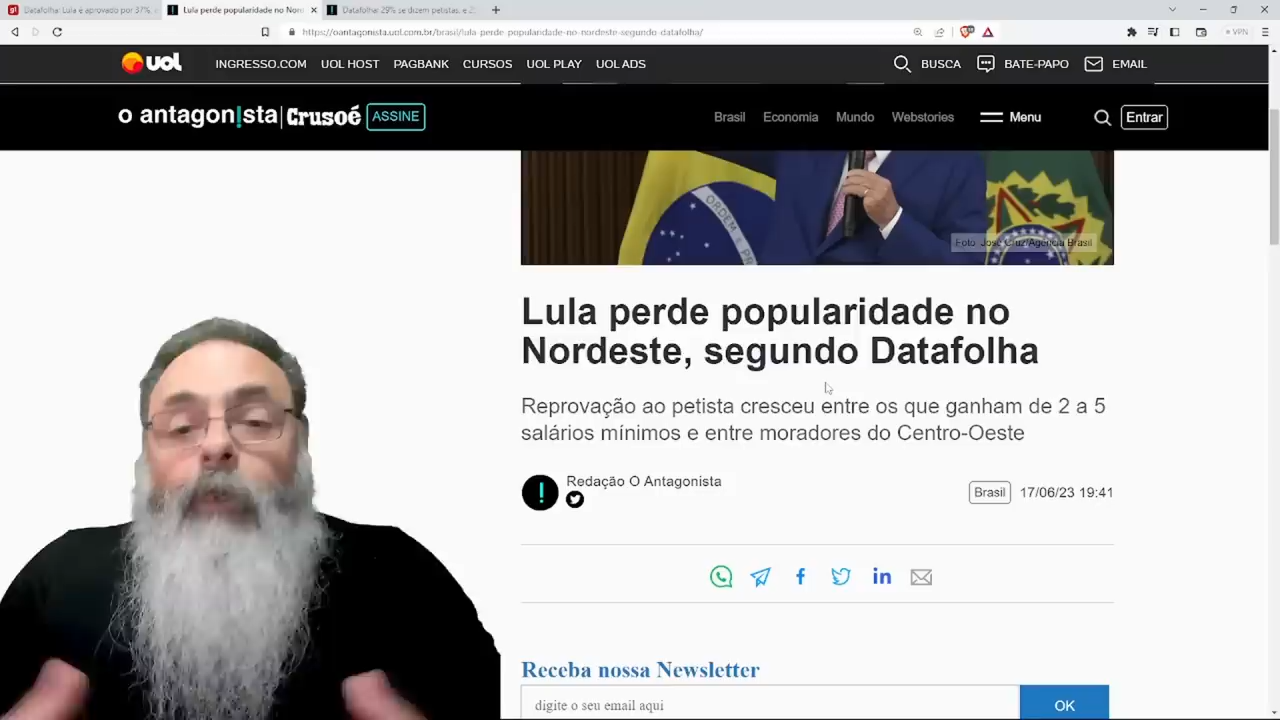 Datafolha: Lula é aprovado por 37%,
Lula perde popularidade no Nor
Datafolha: 29% se dizem petistas, e 2
https://oantagonista.uol.com.br/brasil/lula-perde-popularidade-no-nordeste-segundo-datafolha/
VPN
uol
INGRESSO.COM UOL HOST PAGBANK CURSOS UOL PLAY UOL ADS
BUSCA BATE-PAPO EMAIL
o antagon!sta | Crusoé ASSINE
Brasil Economia Mundo Webstories Menu Entrar
ORDEM E
Foto: José Cruz/Agência Brasil
Lula perde popularidade no
Nordeste, segundo Datafolha
Reprovação ao petista cresceu entre os que ganham de 2 a 5
salários mínimos e entre moradores do Centro-Oeste
Redação O Antagonista
Brasil 17/06/23 19:41
Receba nossa Newsletter
digite o seu email aqui OK